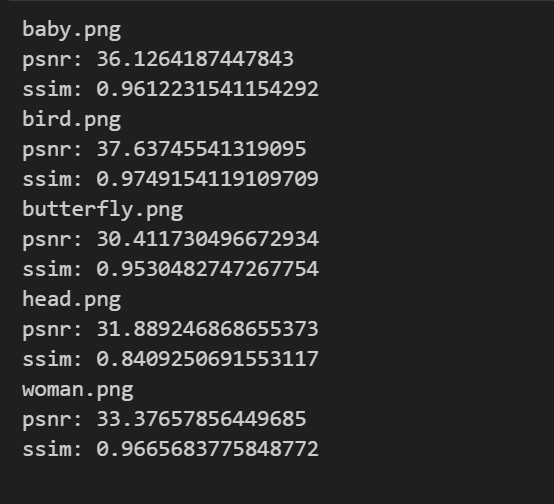 baby.png
psnr: 36.1264187447843
ssim: 0.9612231541154292
bird.png
psnr: 37.63745541319095
ssim: 0.9749154119109709
butterfly.png
psnr: 30.411730496672934
ssim: 0.9530482747267754
head.png
psnr: 31.889246868655373
ssim: 0.8409250691553117
woman.png
psnr: 33.37657856449685
ssim: 0.9665683775848772